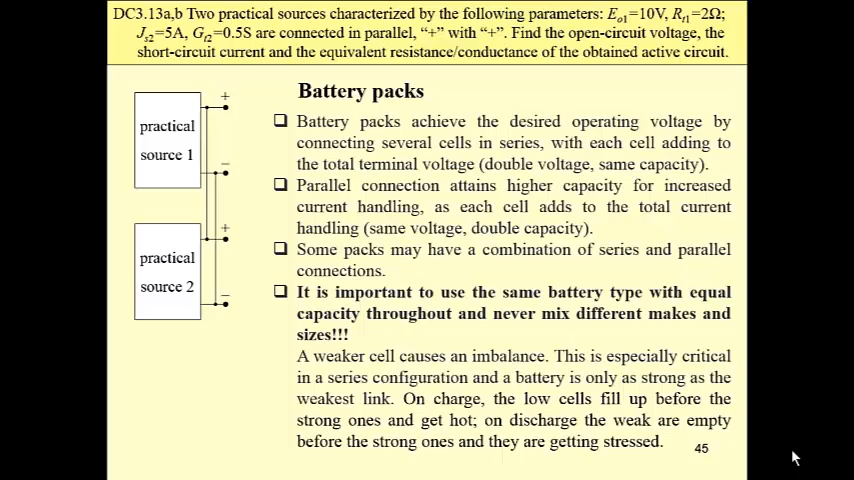 DC3.13a,b Two practical sources characterized by the following parameters: Eo1=10V, Rt1=2Ω;
Js2=5A, Gt2=0.5S are connected in parallel, “+” with “+”. Find the open-circuit voltage, the
short-circuit current and the equivalent resistance/conductance of the obtained active circuit.
Battery packs
practical
source 1
+
−
practical
source 2
+
−
❑ Battery packs achieve the desired operating voltage by
connecting several cells in series, with each cell adding to
the total terminal voltage (double voltage, same capacity).
❑ Parallel connection attains higher capacity for increased
current handling, as each cell adds to the total current
handling (same voltage, double capacity).
❑ Some packs may have a combination of series and parallel
connections.
❑ It is important to use the same battery type with equal
capacity throughout and never mix different makes and
sizes!!!
A weaker cell causes an imbalance. This is especially critical
in a series configuration and a battery is only as strong as the
weakest link. On charge, the low cells fill up before the
strong ones and get hot; on discharge the weak are empty
before the strong ones and they are getting stressed.
45